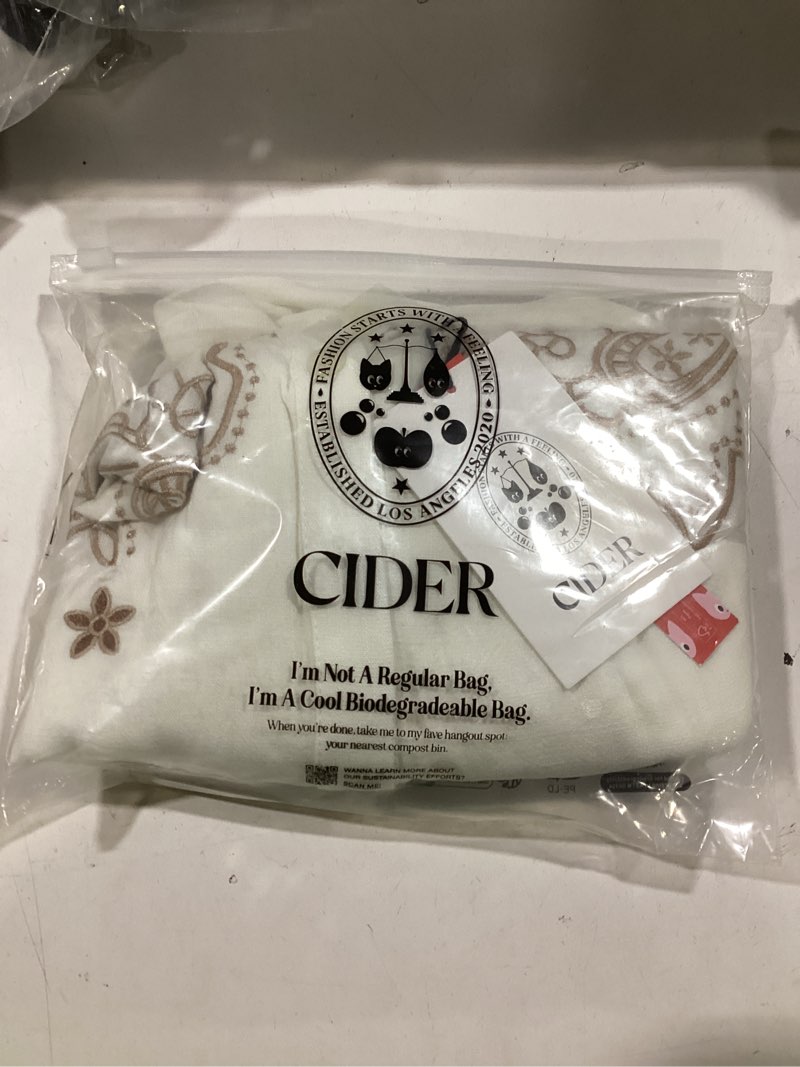 FASHION STARTS WITH A FEELING
ESTABLISHED LOS ANGELES 2020
CIDER
CIDER
I'm Not A Regular Bag,
I'm A Cool Biodegradeable Bag.
When you're done, take me to my fave hangout spot:
your nearest compost bin.
WANNA LEARN MORE ABOUT
OUR SUSTAINABILITY EFFORTS?
SCAN ME!